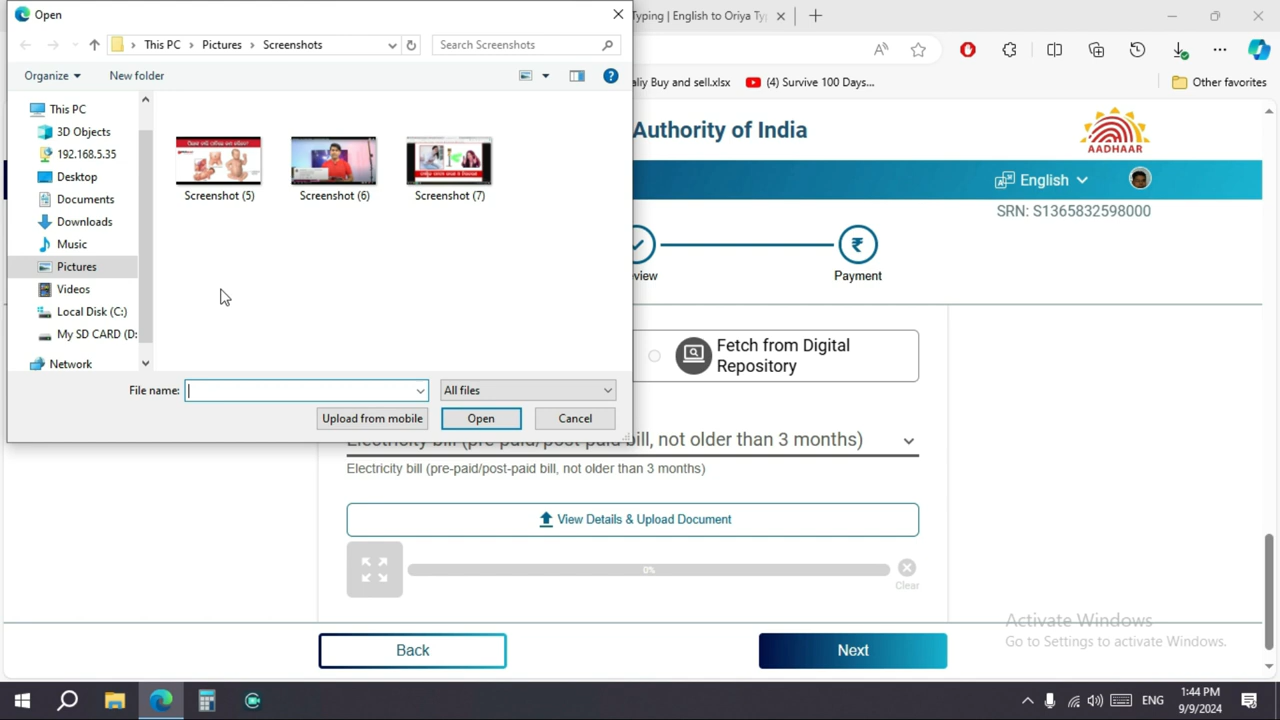 Open
Typing | English to Oriya Ty
This PC
Pictures
Screenshots
Search Screenshots
Organize
New folder
aliy Buy and sell.xlsx
(4) Survive 100 Days...
Other favorites
This PC
3D Objects
192.168.5.35
Desktop
Documents
Downloads
Music
Pictures
Videos
Local Disk (C:)
My SD CARD (D:
Network
Screenshot (5)
Screenshot (6)
Screenshot (7)
File name:
All files
Upload from mobile
Open
Cancel
Authority of India
AADHAAR
English
SRN: S1365832598000
view
Payment
Fetch from Digital
Repository
Electricity bill (pre-paid/post-paid bill, not older than 3 months)
Electricity bill (pre-paid/post-paid bill, not older than 3 months)
View Details & Upload Document
0%
Clear
Back
Next
Activate Windows
Go to Settings to activate Windows.
ENG
1:44 PM
9/9/2024